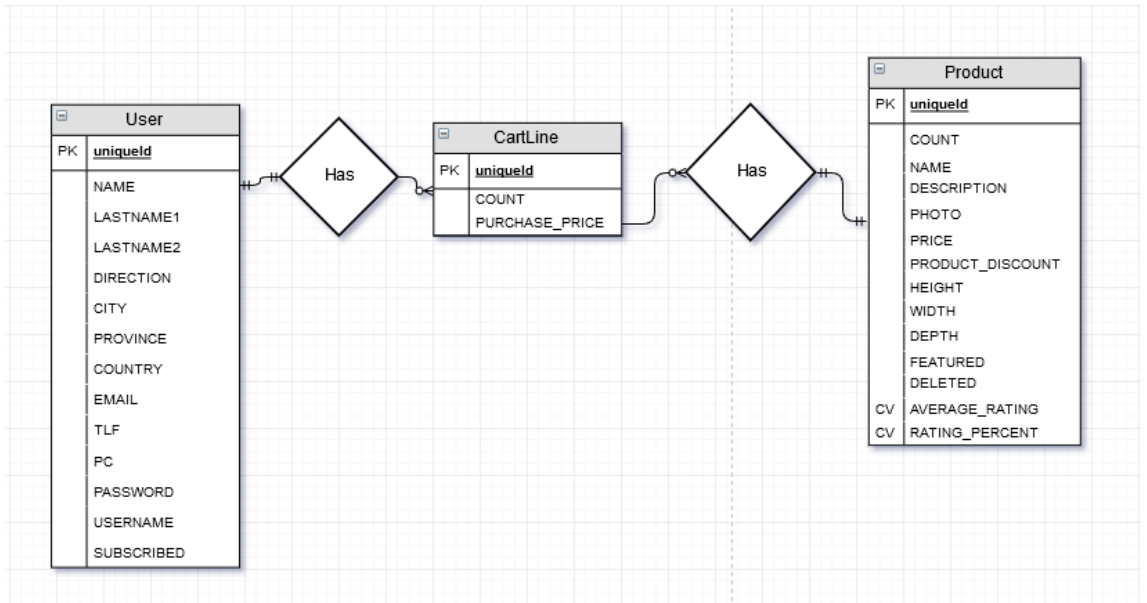 User
PK uniqueId
NAME
LASTNAME1
LASTNAME2
DIRECTION
CITY
PROVINCE
COUNTRY
EMAIL
TLF
PC
PASSWORD
USERNAME
SUBSCRIBED
Has
CartLine
PK uniqueId
COUNT
PURCHASE_PRICE
Has
Product
PK uniqueId
COUNT
NAME
DESCRIPTION
PHOTO
PRICE
PRODUCT_DISCOUNT
HEIGHT
WIDTH
DEPTH
FEATURED
DELETED
CV AVERAGE_RATING
CV RATING_PERCENT